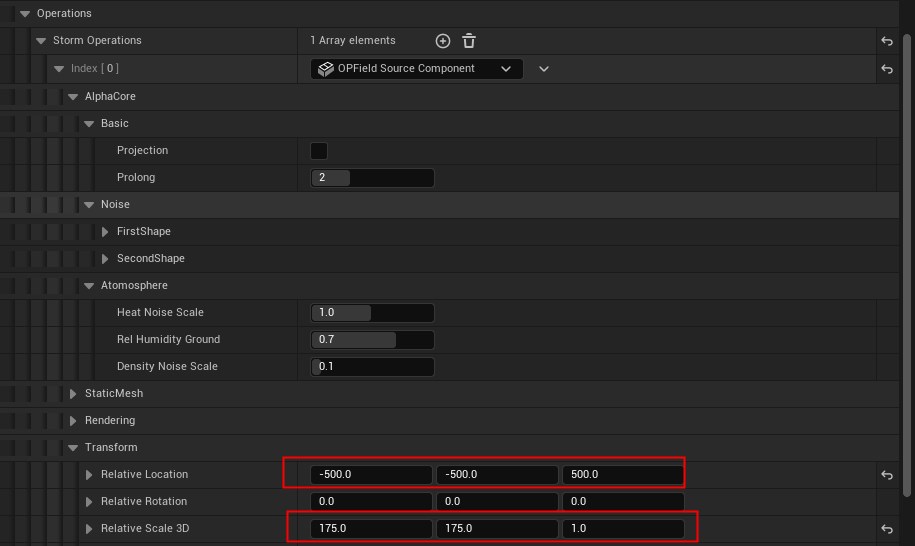 Operations
Storm Operations 1 Array elements
Index [ 0 ] OPField Source Component
AlphaCore
Basic
Projection
Prolong 2
Noise
FirstShape
SecondShape
Atomosphere
Heat Noise Scale 1.0
Rel Humidity Ground 0.7
Density Noise Scale 0.1
StaticMesh
Rendering
Transform
Relative Location -500.0 -500.0 500.0
Relative Rotation 0.0 0.0 0.0
Relative Scale 3D 175.0 175.0 1.0